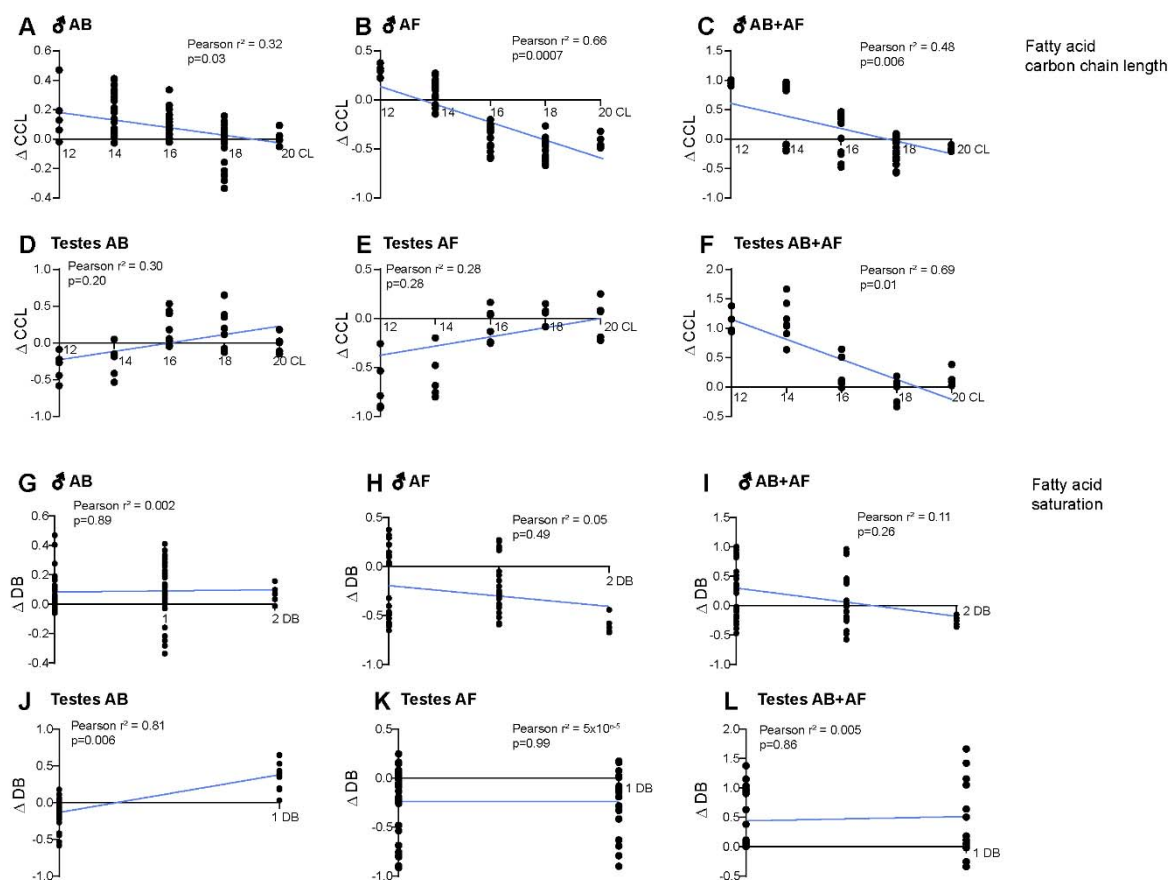 A ♂ AB
Pearson r² = 0.32
p=0.03
Δ CCL
0.6
0.4
0.2
0.0
-0.2
-0.4
12
14
16
18
20 CL
B ♂ AF
Pearson r² = 0.66
p=0.0007
Δ CCL
0.5
0.0
-0.5
-1.0
12
14
16
18
20 CL
C ♂ AB+AF
Pearson r² = 0.48
p=0.006
Δ CCL
1.5
1.0
0.5
0.0
-0.5
-1.0
12
14
16
18
20 CL
Fatty acid
carbon chain length
D Testes AB
Pearson r² = 0.30
p=0.20
Δ CCL
1.0
0.5
0.0
-0.5
-1.0
12
14
16
18
20 CL
E Testes AF
Pearson r² = 0.28
p=0.28
Δ CCL
0.5
0.0
-0.5
-1.0
12
14
16
18
20 CL
F Testes AB+AF
Pearson r² = 0.69
p=0.01
Δ CCL
2.0
1.5
1.0
0.5
0.0
-0.5
12
14
16
18
20 CL
G ♂ AB
Pearson r² = 0.002
p=0.89
Δ DB
0.6
0.4
0.2
0.0
-0.2
-0.4
1
2 DB
H ♂ AF
Pearson r² = 0.05
p=0.49
Δ DB
0.5
0.0
-0.5
-1.0
2 DB
I ♂ AB+AF
Pearson r² = 0.11
p=0.26
Δ DB
1.5
1.0
0.5
0.0
-0.5
-1.0
2 DB
Fatty acid
saturation
J Testes AB
Pearson r² = 0.81
p=0.006
Δ DB
1.0
0.5
0.0
-0.5
-1.0
1 DB
K Testes AF
Pearson r² = 5x10ᵉ⁻⁵
p=0.99
Δ DB
0.5
0.0
-0.5
-1.0
1 DB
L Testes AB+AF
Pearson r² = 0.005
p=0.86
Δ DB
2.0
1.5
1.0
0.5
0.0
-0.5
1 DB